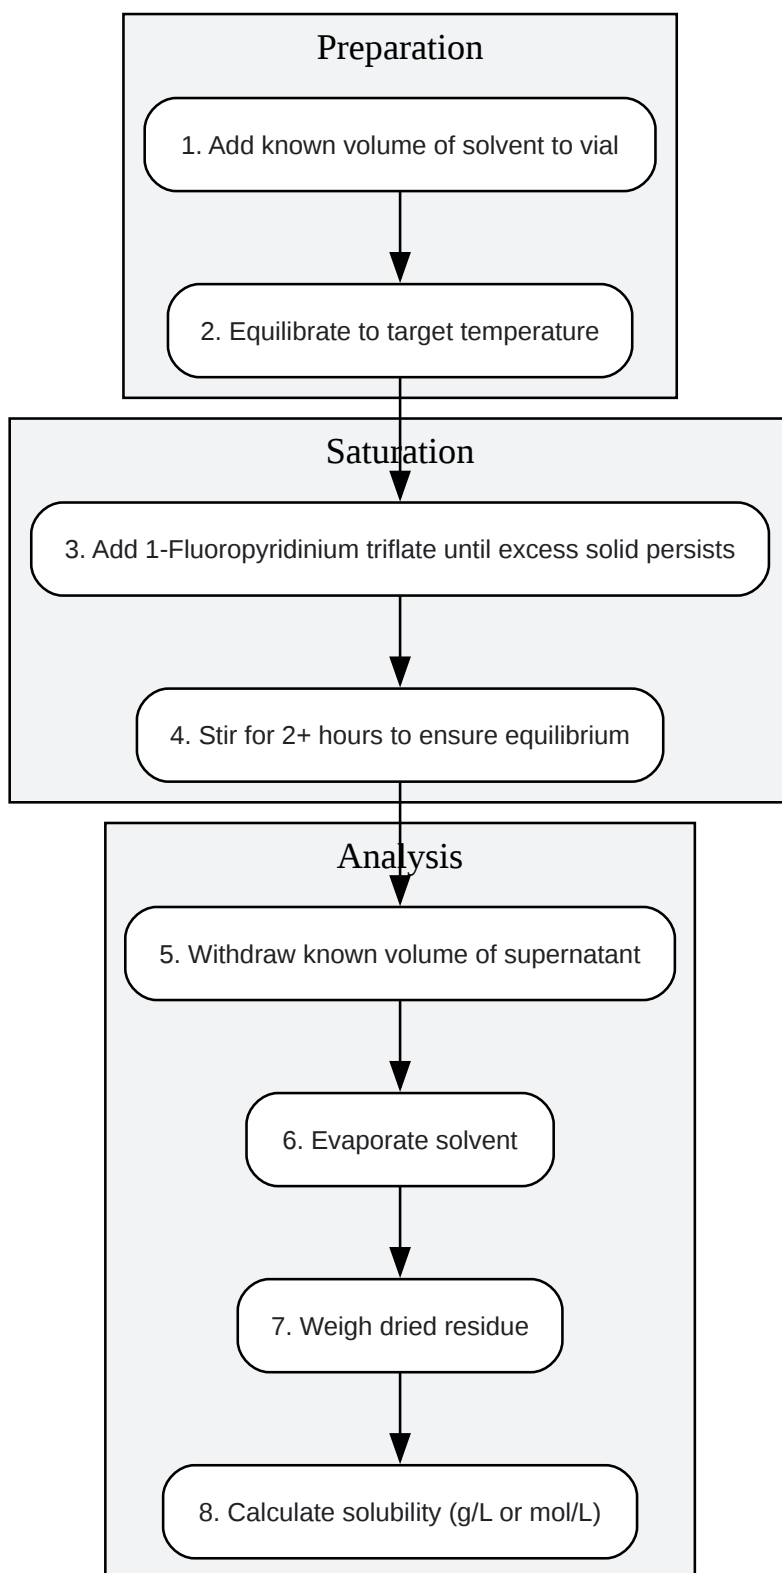 Preparation
1. Add known volume of solvent to vial
2. Equilibrate to target temperature
Saturation
3. Add 1-Fluoropyridinium triflate until excess solid persists
4. Stir for 2+ hours to ensure equilibrium
Analysis
5. Withdraw known volume of supernatant
6. Evaporate solvent
7. Weigh dried residue
8. Calculate solubility (g/L or mol/L)